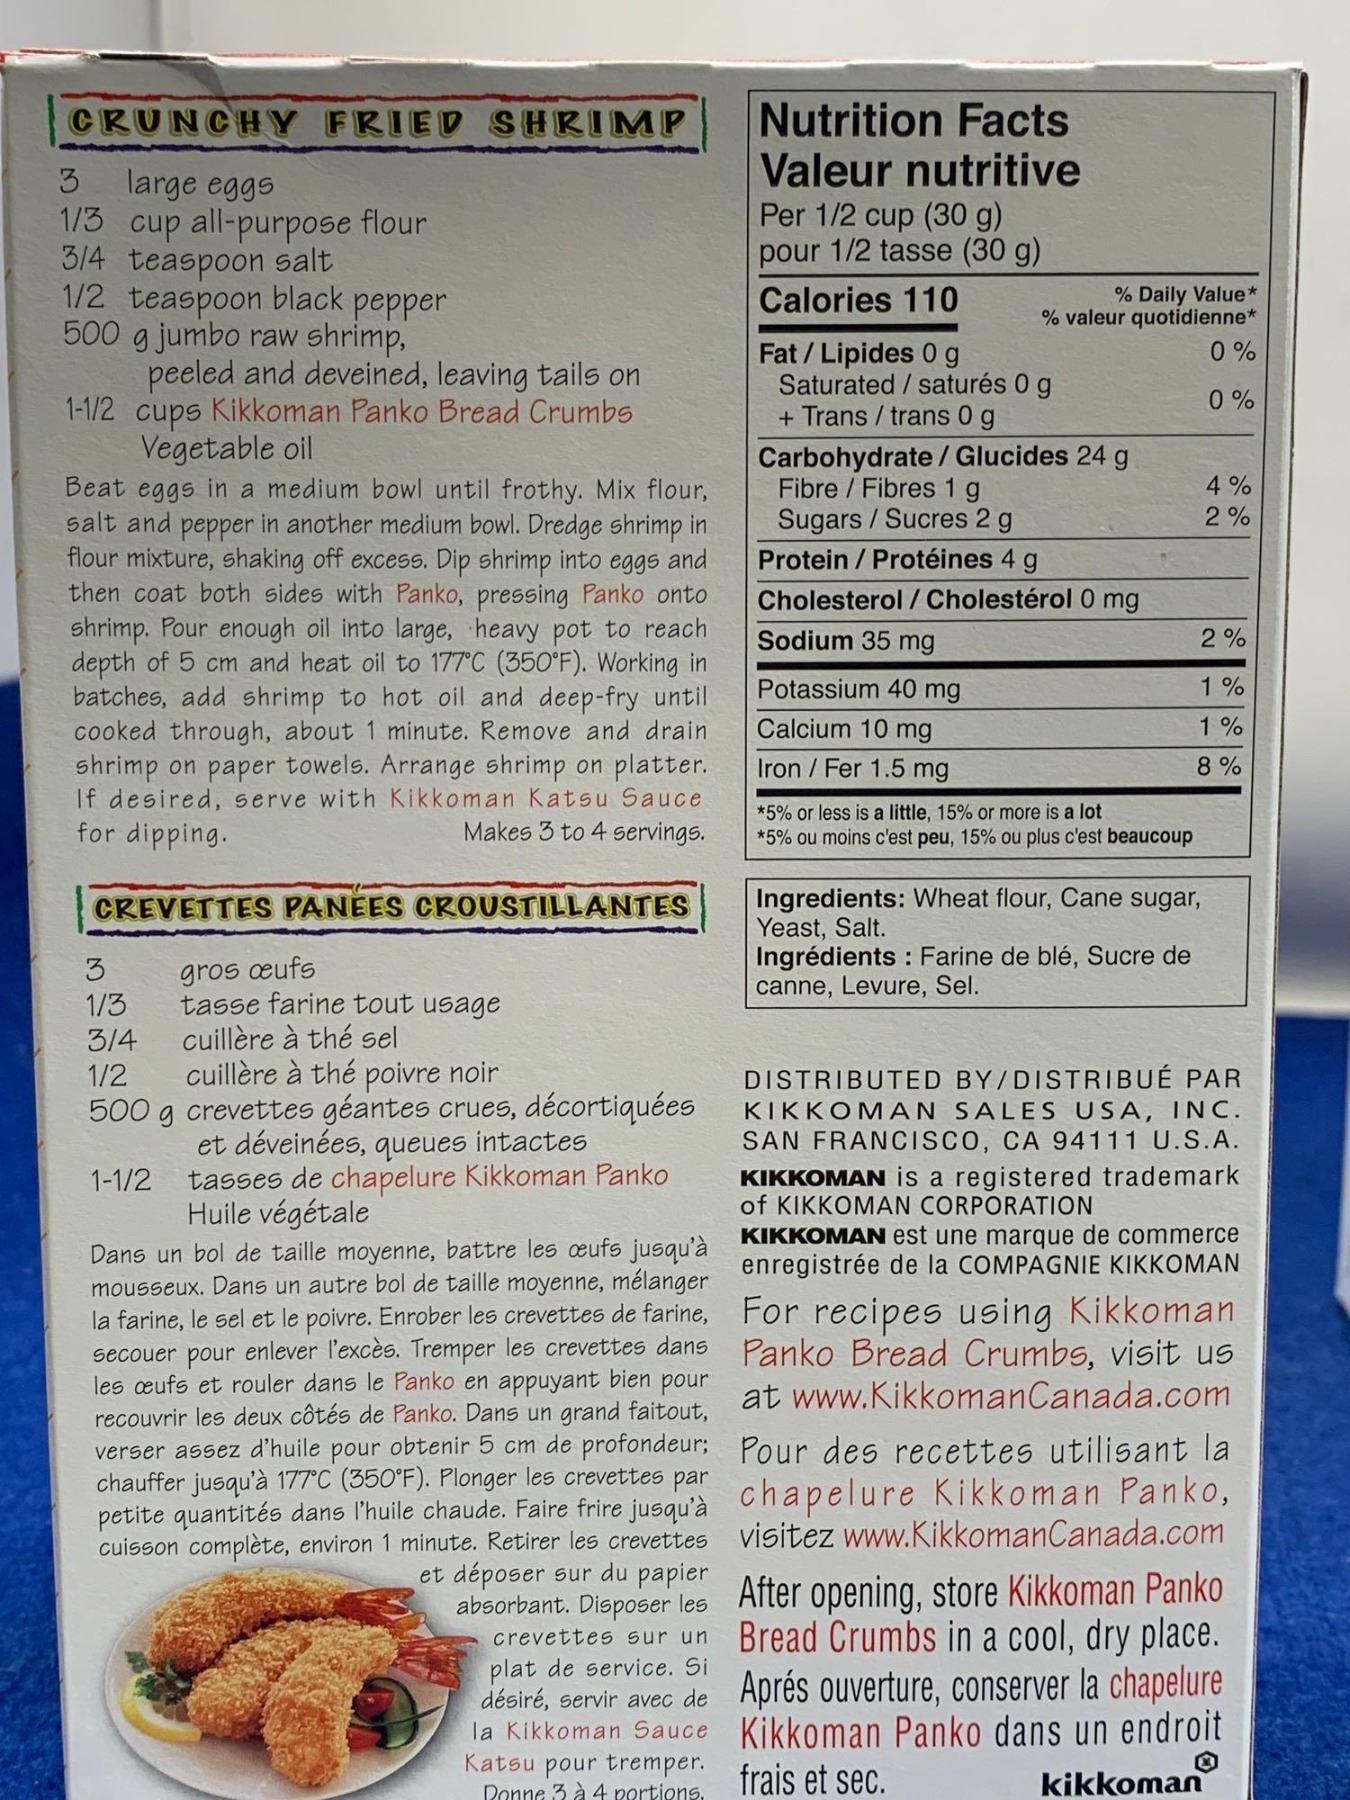 CRUNCHY FRIED SHRIMP
3 large eggs
1/3 cup all-purpose flour
3/4 teaspoon salt
1/2 teaspoon black pepper
500 g jumbo raw shrimp,
peeled and deveined, leaving tails on
1-1/2 cups Kikkoman Panko Bread Crumbs
Vegetable oil
Beat eggs in a medium bowl until frothy. Mix flour,
salt and pepper in another medium bowl. Dredge shrimp in
flour mixture, shaking off excess. Dip shrimp into eggs and
then coat both sides with Panko, pressing Panko onto
shrimp. Pour enough oil into large, heavy pot to reach
depth of 5 cm and heat oil to 177°C (350°F). Working in
batches, add shrimp to hot oil and deep-fry until
cooked through, about 1 minute. Remove and drain
shrimp on paper towels. Arrange shrimp on platter.
If desired, serve with Kikkoman Katsu Sauce
for dipping. Makes 3 to 4 servings.
CREVETTES PANÉES CROUSTILLANTES
3 gros œufs
1/3 tasse farine tout usage
3/4 cuillère à thé sel
1/2 cuillère à thé poivre noir
500 g crevettes géantes crues, décortiquées
et déveinées, queues intactes
1-1/2 tasses de chapelure Kikkoman Panko
Huile végétale
Dans un bol de taille moyenne, battre les œufs jusqu'à
mousseux. Dans un autre bol de taille moyenne, mélanger
la farine, le sel et le poivre. Enrober les crevettes de farine,
secouer pour enlever l'excès. Tremper les crevettes dans
les œufs et rouler dans le Panko en appuyant bien pour
recouvrir les deux côtés de Panko. Dans un grand faitout,
verser assez d'huile pour obtenir 5 cm de profondeur;
chauffer jusqu'à 177°C (350°F). Plonger les crevettes par
petite quantités dans l'huile chaude. Faire frire jusqu'à
cuisson complète, environ 1 minute. Retirer les crevettes
et déposer sur du papier
absorbant. Disposer les
crevettes sur un
plat de service. Si
désiré, servir avec de
la Kikkoman Sauce
Katsu pour tremper.
Donne 3 à 4 portions.
Nutrition Facts
Valeur nutritive
Per 1/2 cup (30 g)
pour 1/2 tasse (30 g)
Calories 110
% Daily Value*
% valeur quotidienne*
Fat / Lipides 0 g 0 %
Saturated / saturés 0 g
+ Trans / trans 0 g 0 %
Carbohydrate / Glucides 24 g
Fibre / Fibres 1 g 4 %
Sugars / Sucres 2 g 2 %
Protein / Protéines 4 g
Cholesterol / Cholestérol 0 mg
Sodium 35 mg 2 %
Potassium 40 mg 1 %
Calcium 10 mg 1 %
Iron / Fer 1.5 mg 8 %
*5% or less is a little, 15% or more is a lot
*5% ou moins c'est peu, 15% ou plus c'est beaucoup
Ingredients: Wheat flour, Cane sugar,
Yeast, Salt.
Ingrédients : Farine de blé, Sucre de
canne, Levure, Sel.
DISTRIBUTED BY/DISTRIBUÉ PAR
KIKKOMAN SALES USA, INC.
SAN FRANCISCO, CA 94111 U.S.A.
KIKKOMAN is a registered trademark
of KIKKOMAN CORPORATION
KIKKOMAN est une marque de commerce
enregistrée de la COMPAGNIE KIKKOMAN
For recipes using Kikkoman
Panko Bread Crumbs, visit us
at www.KikkomanCanada.com
Pour des recettes utilisant la
chapelure Kikkoman Panko,
visitez www.KikkomanCanada.com
After opening, store Kikkoman Panko
Bread Crumbs in a cool, dry place.
Aprés ouverture, conserver la chapelure
Kikkoman Panko dans un endroit
frais et sec.
kikkoman